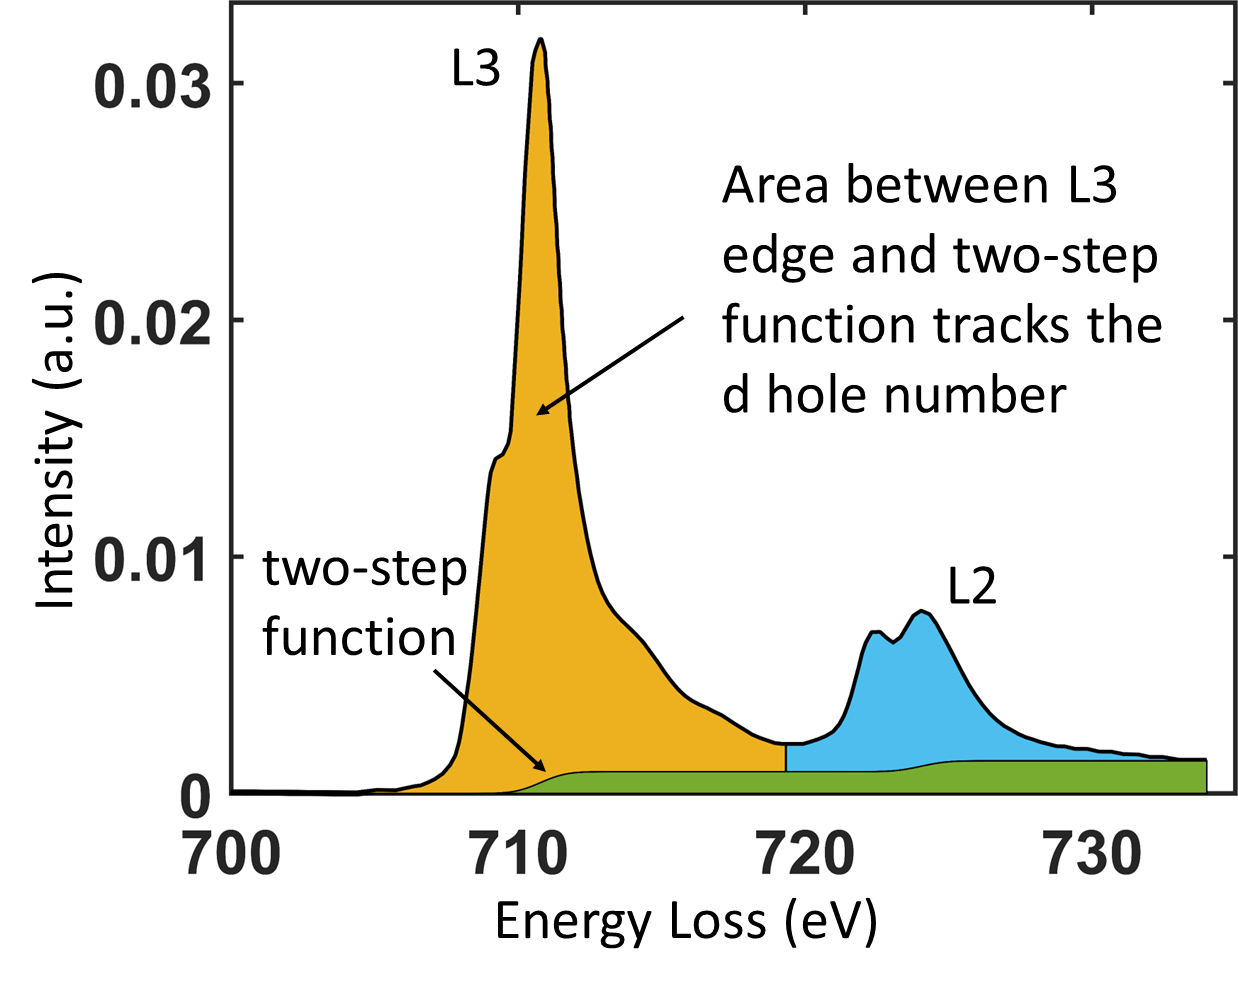 L3
0.03
Area between L3
edge and two-step
function tracks the
d hole number
0.02
Intensity (a.u.)
0.01
two-step
function
L2
0
700 710 720 730
Energy Loss (eV)